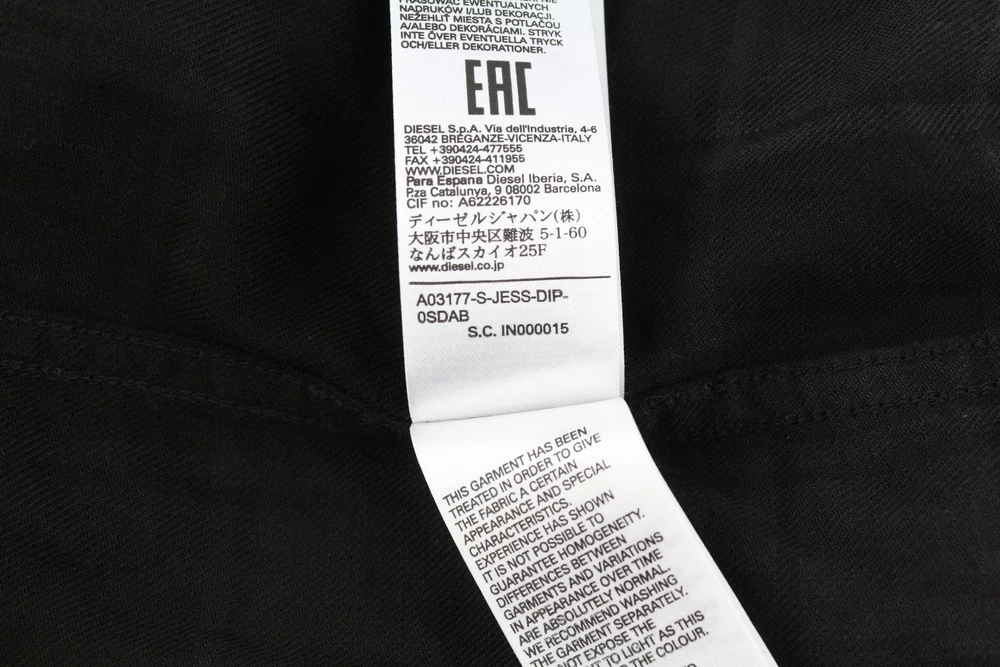 PRASOWAĆ EWENTUALNYCH
NADRUKÓW I/LUB DEKORACJI.
NEŽEHLIT MIESTA S POTLAČOU
A/ALEBO DEKORÁCIAMI. STRYK
INTE ÖVER EVENTUELLA TRYCK
OCH/ELLER DEKORATIONER.
EAC
DIESEL S.p.A. Via dell'Industria, 4-6
36042 BREGANZE-VICENZA-ITALY
TEL +390424-477555
FAX +390424-411955
WWW.DIESEL.COM
Para Espana Diesel Iberia, S.A.
P.za Catalunya, 9 08002 Barcelona
CIF no: A62226170
ディーゼルジャパン(株)
大阪市中央区難波 5-1-60
なんばスカイオ25F
www.diesel.co.jp
A03177-S-JESS-DIP-
0SDAB
S.C. IN000015
THIS GARMENT HAS BEEN
TREATED IN ORDER TO GIVE
THE FABRIC A CERTAIN
APPEARANCE AND SPECIAL
CHARACTERISTICS.
EXPERIENCE HAS SHOWN
IT IS NOT POSSIBLE TO
GUARANTEE HOMOGENEITY.
DIFFERENCES BETWEEN
GARMENTS AND VARIATIONS
IN APPEARANCE OVER TIME
ARE ABSOLUTELY NORMAL.
WE RECOMMEND WASHING
THE GARMENT SEPARATELY.
NOT EXPOSE THE
TO LIGHT AS THIS
THE COLOUR.